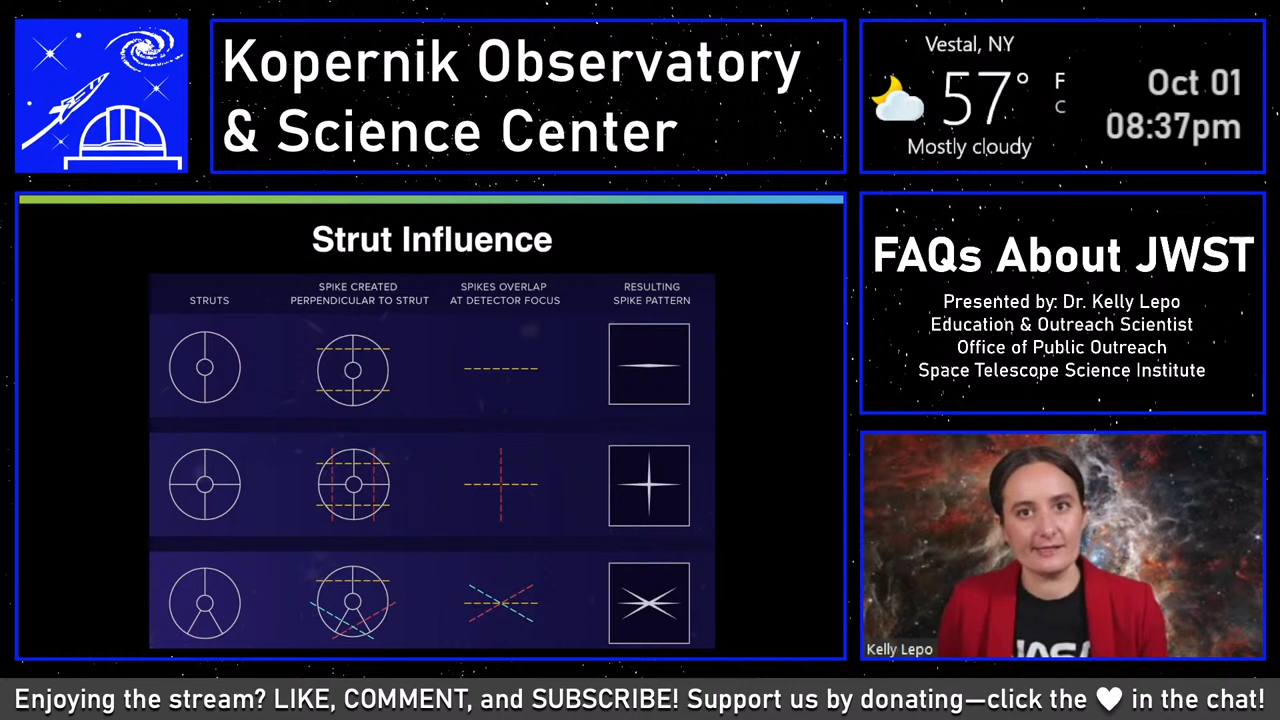 Kopernik Observatory
& Science Center
Vestal, NY
57° F
C
Mostly cloudy
Oct 01
08:37pm
Strut Influence
STRUTS
SPIKE CREATED
PERPENDICULAR TO STRUT
SPIKES OVERLAP
AT DETECTOR FOCUS
RESULTING
SPIKE PATTERN
FAQs About JWST
Presented by: Dr. Kelly Lepo
Education & Outreach Scientist
Office of Public Outreach
Space Telescope Science Institute
NASA
Kelly Lepo
Enjoying the stream? LIKE, COMMENT, and SUBSCRIBE! Support us by donating—click the ♥ in the chat!